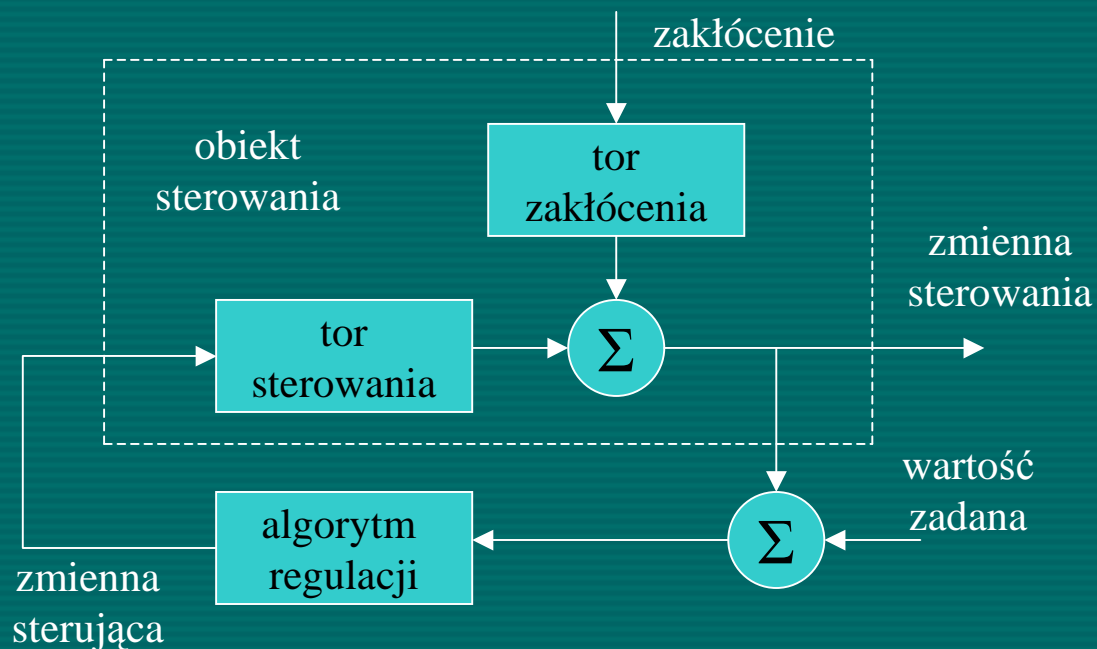 zakłócenie
obiekt
sterowania
tor
zakłócenia
zmienna
sterowania
tor
sterowania
Σ
wartość
zadana
algorytm
regulacji
Σ
zmienna
sterująca